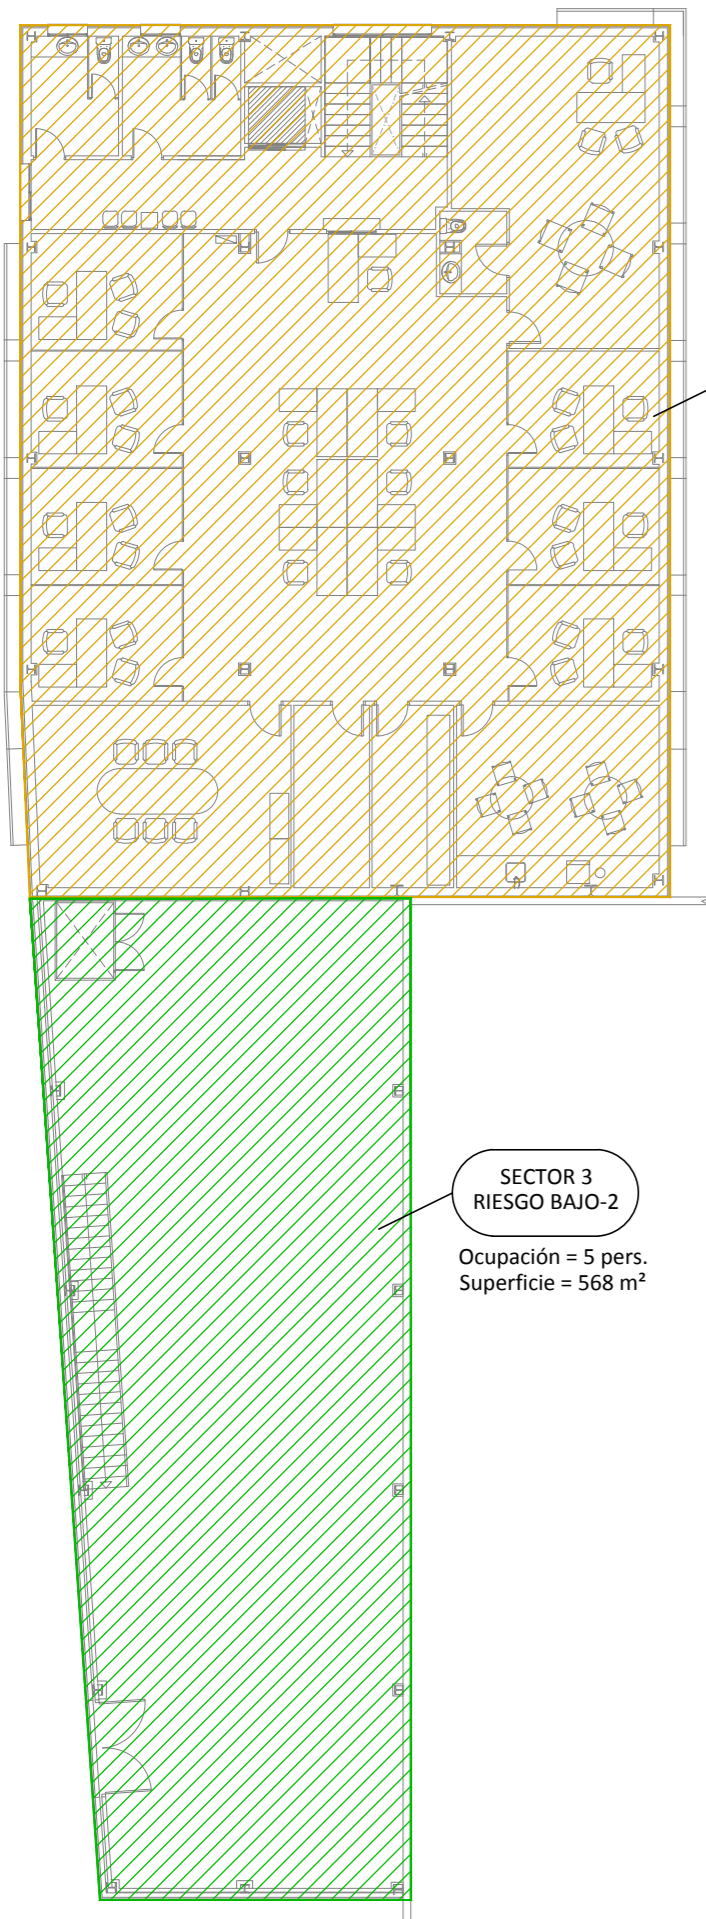 SECTOR 3
RIESGO BAJO-2
Ocupación = 5 pers.
Superficie = 568 m²